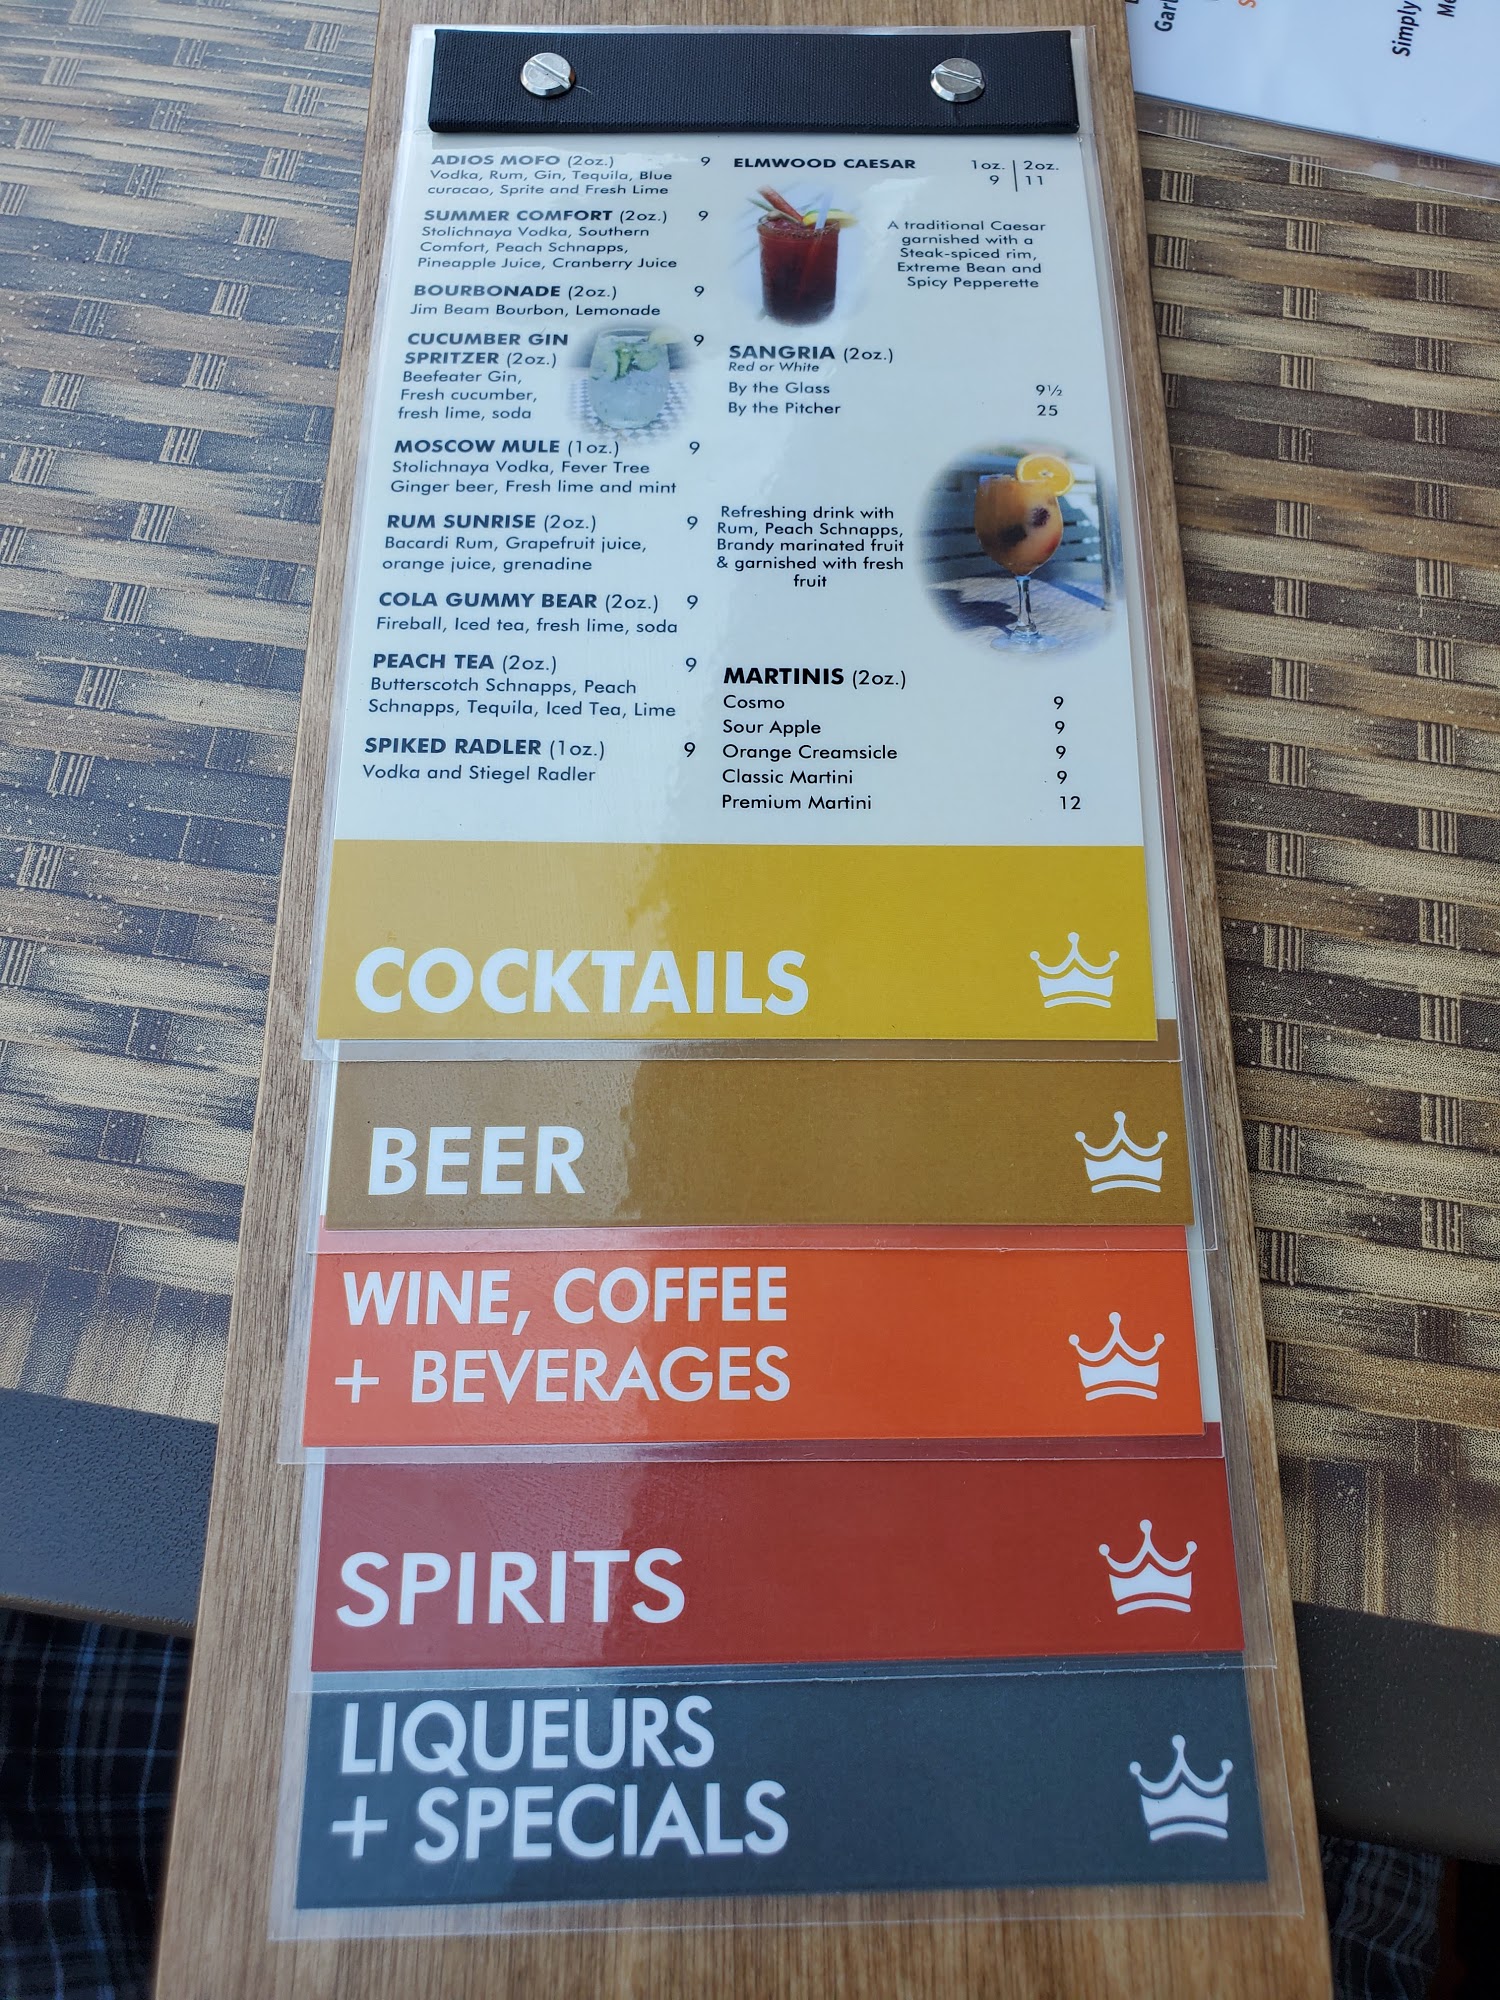 ADIOS MOFO (2oz.) 9
Vodka, Rum, Gin, Tequila, Blue
curacao, Sprite and Fresh Lime
SUMMER COMFORT (2oz.) 9
Stolichnaya Vodka, Southern
Comfort, Peach Schnapps,
Pineapple Juice, Cranberry Juice
BOURBONADE (2oz.) 9
Jim Beam Bourbon, Lemonade
CUCUMBER GIN 9
SPRITZER (2oz.)
Beefeater Gin,
Fresh cucumber,
fresh lime, soda
MOSCOW MULE (1oz.) 9
Stolichnaya Vodka, Fever Tree
Ginger beer, Fresh lime and mint
RUM SUNRISE (2oz.) 9
Bacardi Rum, Grapefruit juice,
orange juice, grenadine
COLA GUMMY BEAR (2oz.) 9
Fireball, Iced tea, fresh lime, soda
PEACH TEA (2oz.) 9
Butterscotch Schnapps, Peach
Schnapps, Tequila, Iced Tea, Lime
SPIKED RADLER (1oz.) 9
Vodka and Stiegel Radler
ELMWOOD CAESAR 1oz. | 2oz.
9 | 11
A traditional Caesar
garnished with a
Steak-spiced rim,
Extreme Bean and
Spicy Pepperette
SANGRIA (2oz.)
Red or White
By the Glass 9½
By the Pitcher 25
Refreshing drink with
Rum, Peach Schnapps,
Brandy marinated fruit
& garnished with fresh
fruit
MARTINIS (2oz.)
Cosmo 9
Sour Apple 9
Orange Creamsicle 9
Classic Martini 9
Premium Martini 12
COCKTAILS
BEER
WINE, COFFEE
+ BEVERAGES
SPIRITS
LIQUEURS
+ SPECIALS
Simply